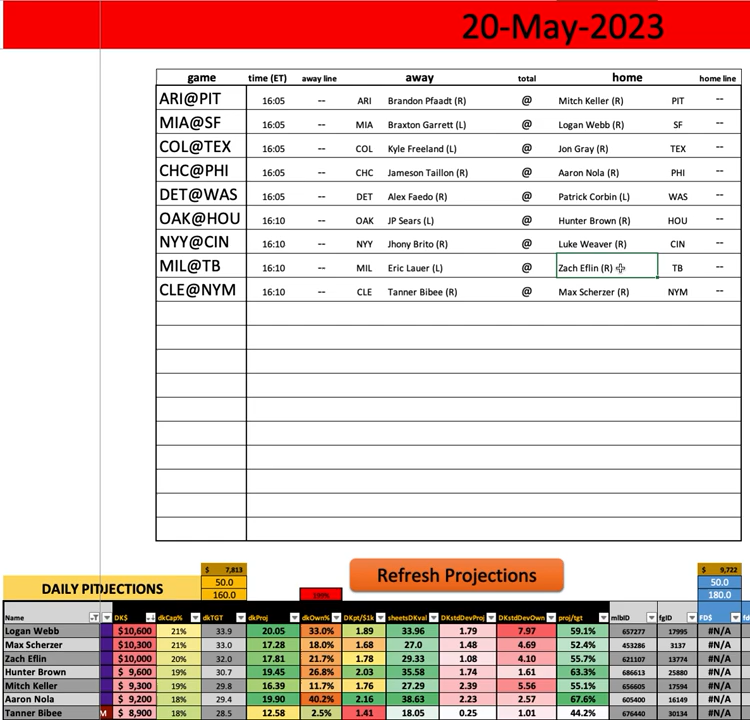 20-May-2023
game time (ET) away line away total home home line
ARI@PIT 16:05 -- ARI Brandon Pfaadt (R) @ Mitch Keller (R) PIT --
MIA@SF 16:05 -- MIA Braxton Garrett (L) @ Logan Webb (R) SF --
COL@TEX 16:05 -- COL Kyle Freeland (L) @ Jon Gray (R) TEX --
CHC@PHI 16:05 -- CHC Jameson Taillon (R) @ Aaron Nola (R) PHI --
DET@WAS 16:05 -- DET Alex Faedo (R) @ Patrick Corbin (L) WAS --
OAK@HOU 16:10 -- OAK JP Sears (L) @ Hunter Brown (R) HOU --
NYY@CIN 16:10 -- NYY Jhony Brito (R) @ Luke Weaver (R) CIN --
MIL@TB 16:10 -- MIL Eric Lauer (L) @ Zach Eflin (R) TB --
CLE@NYM 16:10 -- CLE Tanner Bibee (R) @ Max Scherzer (R) NYM --
$ 7,813 Refresh Projections $ 9,722
DAILY PITJECTIONS 50.0 50.0
160.0 199% 180.0
Name DK$ dkCap% dkTGT dkProj dkOwn% DKpt/$1k sheetsDKval DKstdDevProj DKstdDevOwn proj/tgt mlbID fgID FD$
Logan Webb $10,600 21% 33.9 20.05 33.0% 1.89 33.96 1.79 7.97 59.1% 657277 17995 #N/A
Max Scherzer $10,300 21% 33.0 17.28 18.0% 1.68 27.0 1.48 4.69 52.4% 453286 3137 #N/A
Zach Eflin $10,000 20% 32.0 17.81 21.7% 1.78 29.33 1.08 4.10 55.7% 621107 13774 #N/A
Hunter Brown $ 9,600 19% 30.7 19.45 26.8% 2.03 35.58 1.74 1.61 63.3% 686613 25880 #N/A
Mitch Keller $ 9,300 19% 29.8 16.39 11.7% 1.76 27.29 2.39 5.56 55.1% 656605 17594 #N/A
Aaron Nola $ 9,200 18% 29.4 19.90 40.2% 2.16 38.63 2.23 2.57 67.6% 605400 16149 #N/A
Tanner Bibee M $ 8,900 18% 28.5 12.58 2.5% 1.41 18.05 0.25 1.01 44.2% 676440 30134 #N/A